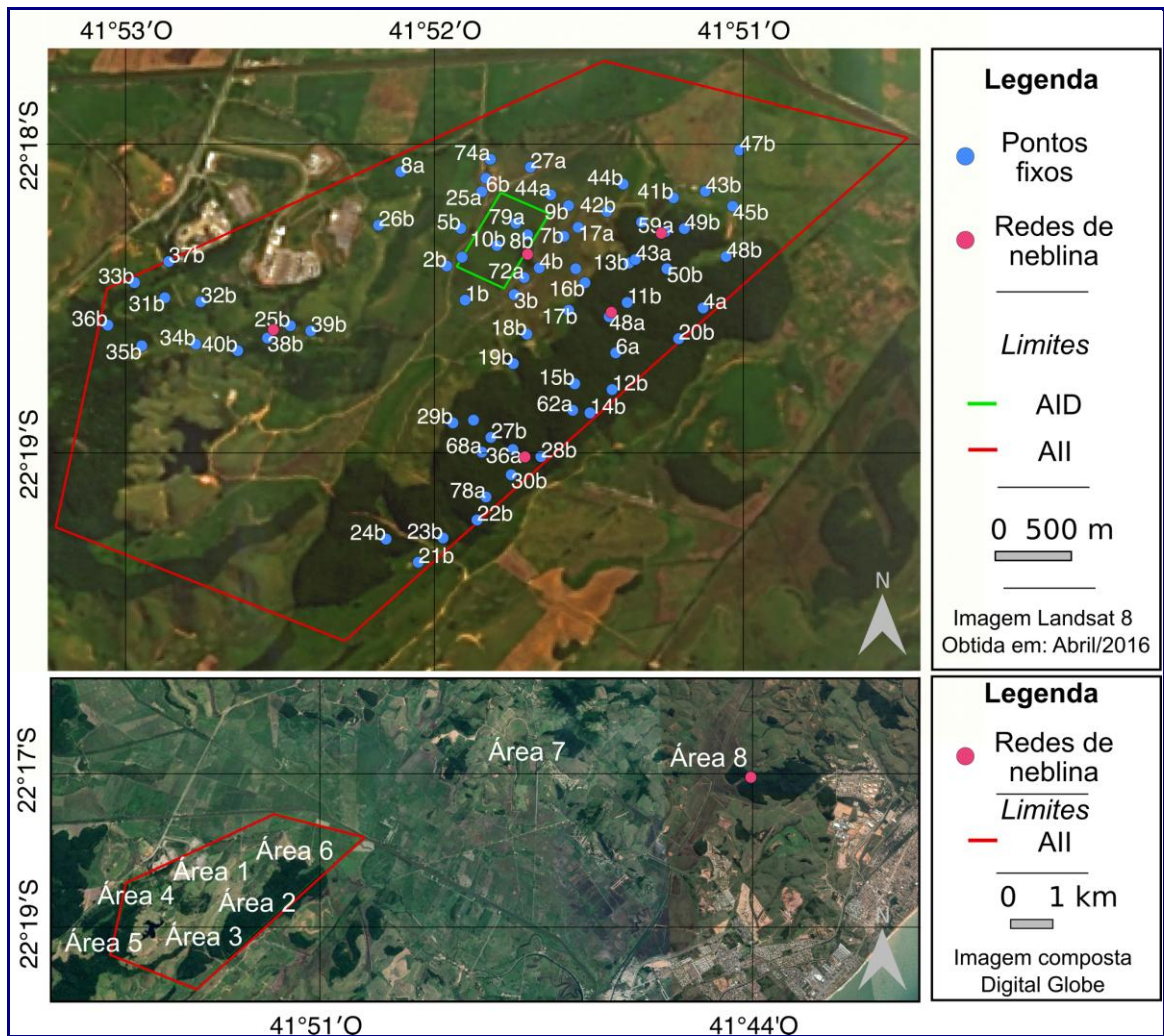 41°53′O 41°52′O 41°51′O
22°18′S
22°19′S
47b
74a
27a
8a
6b
44b
43b
25a
44a
41b
9b
42b
45b
26b
5b
79a
59a
49b
10b
8b
7b
17a
37b
2b
4b
13b
43a
48b
33b
72a
50b
31b
32b
1b
3b
16b
11b
4a
36b
25b
39b
17b
48a
34b
40b
38b
18b
20b
35b
6a
19b
15b
12b
62a
14b
29b
27b
68a
36a
28b
30b
78a
22b
24b
23b
21b
N
Legenda
Pontos
fixos
Redes de
neblina
Limites
AID
AII
0 500 m
Imagem Landsat 8
Obtida em: Abril/2016
22°17′S
22°19′S
Área 7
Área 8
Área 6
Área 1
Área 4
Área 2
Área 3
Área 5
N
41°51′O 41°44′O
Legenda
Redes de
neblina
Limites
AII
0 1 km
Imagem composta
Digital Globe